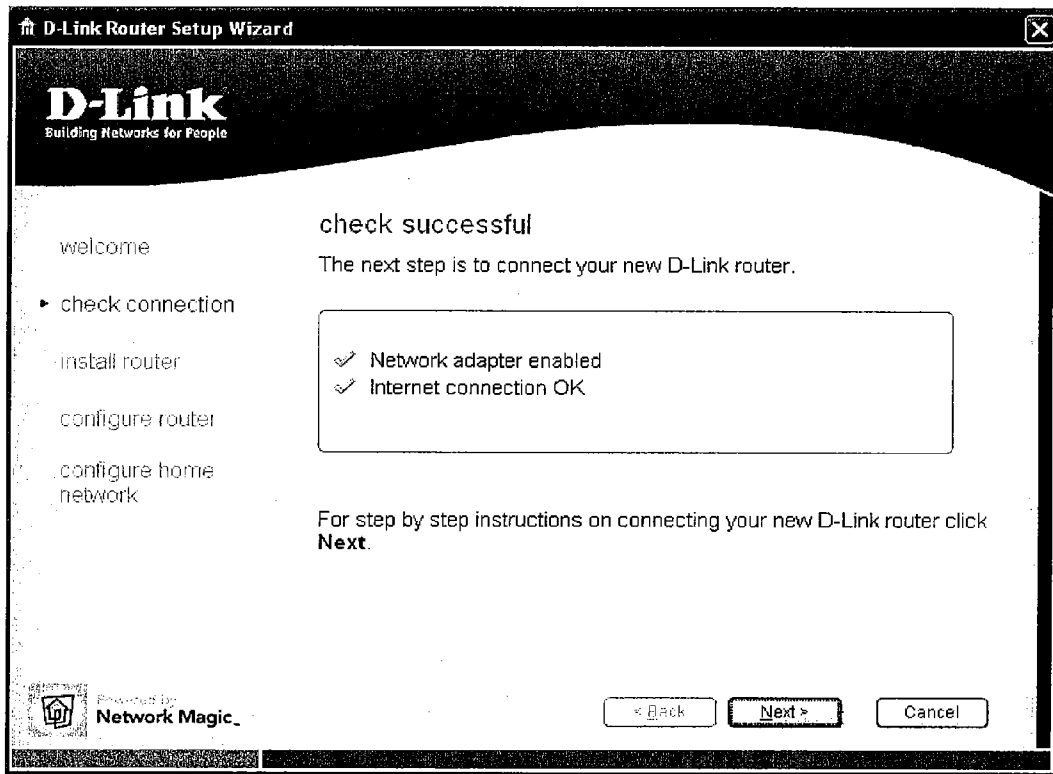 D-Link Router Setup Wizard
D-Link
Building Networks for People
welcome
check connection
install router
configure router
configure home
network
check successful
The next step is to connect your new D-Link router.
Network adapter enabled
Internet connection OK
For step by step instructions on connecting your new D-Link router click
Next.
Powered by
Network Magic
< Back
Next >
Cancel